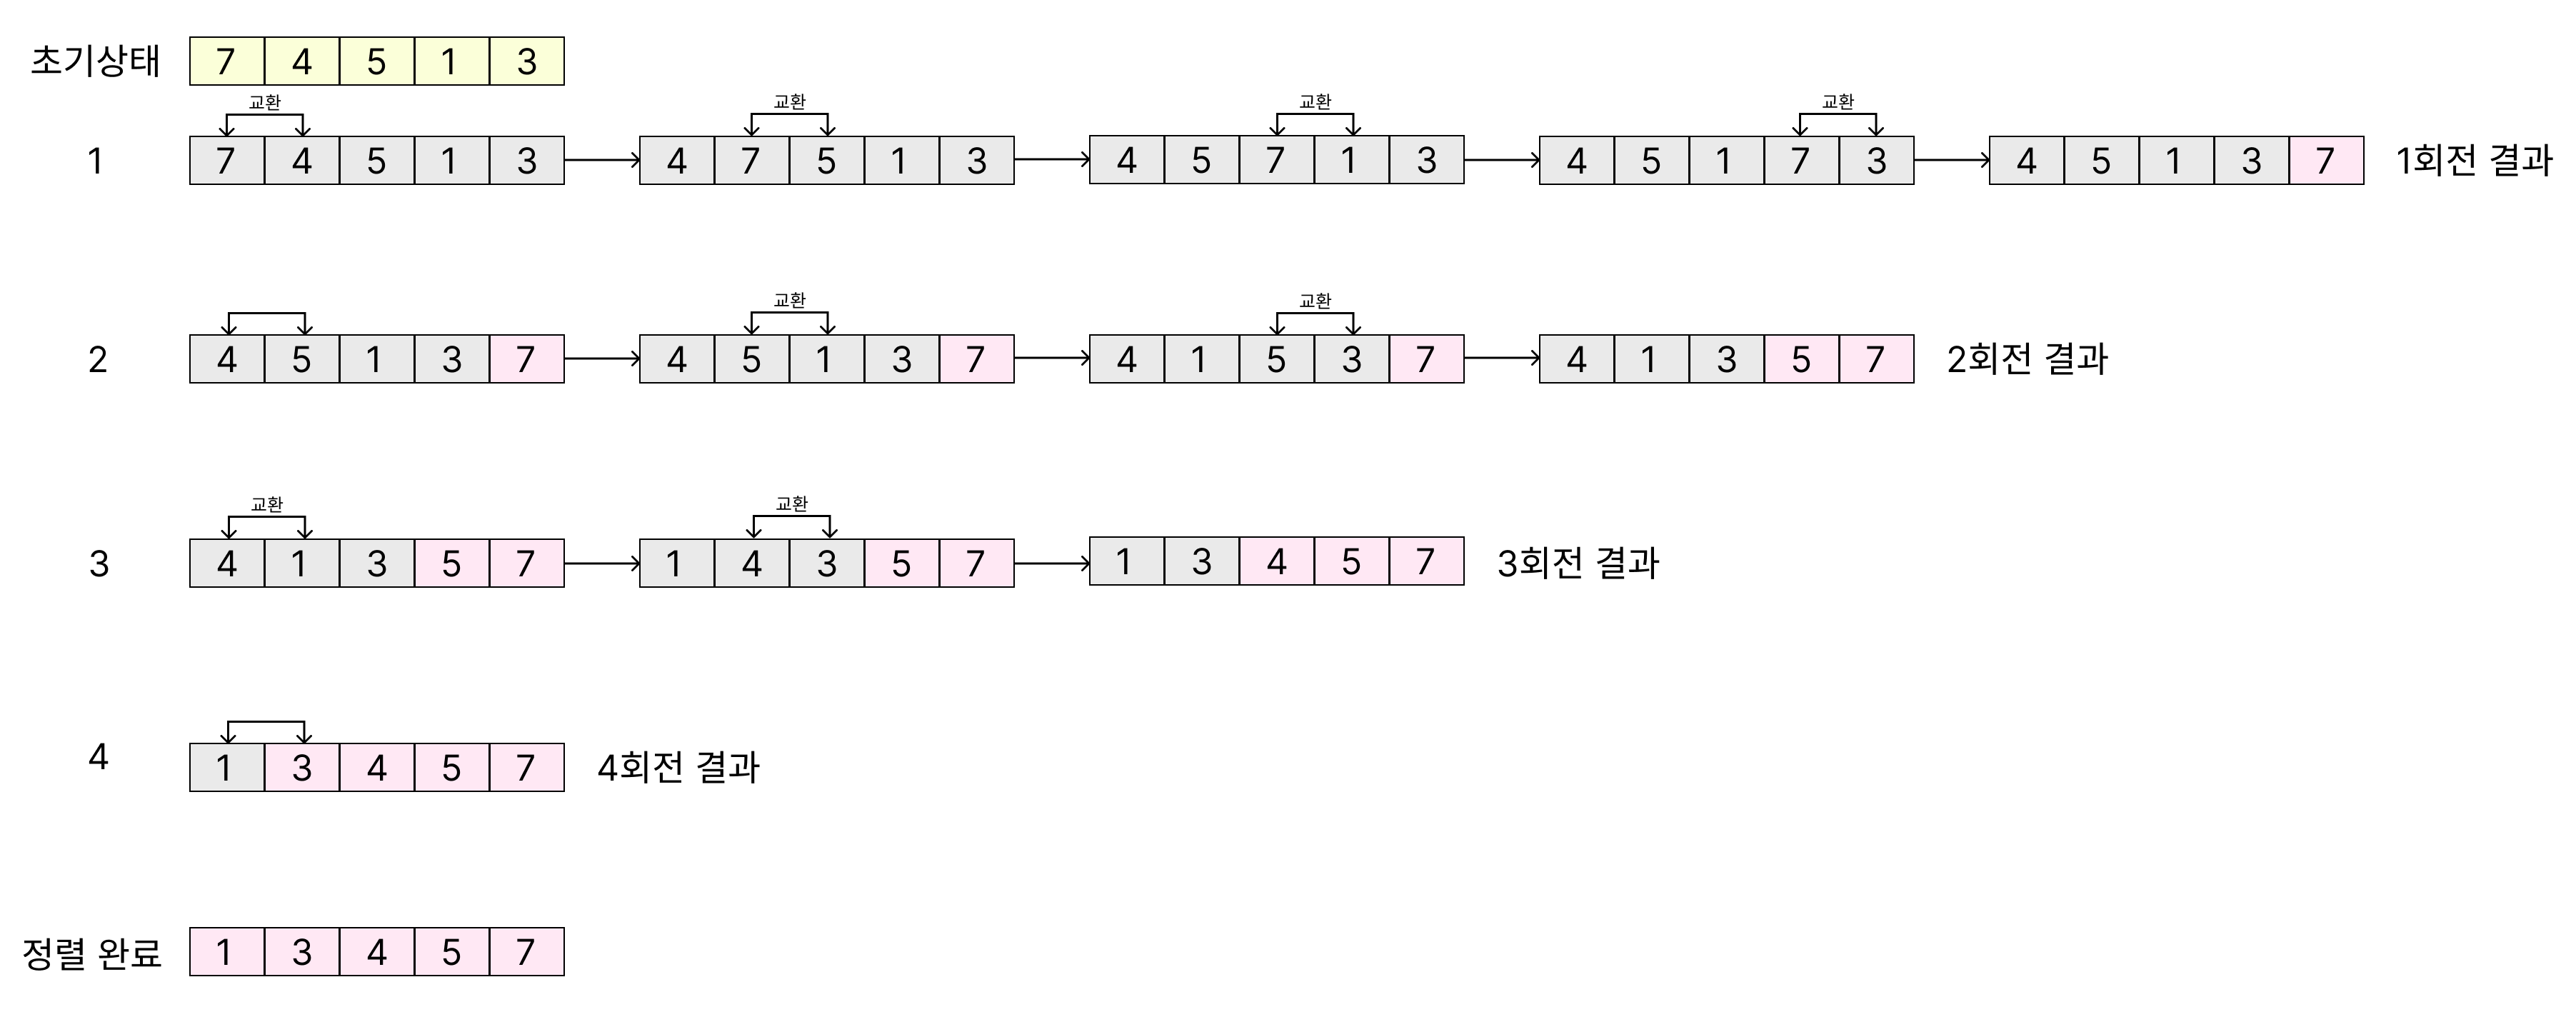 초기상태 7 4 5 1 3
교환 교환 교환 교환
1 7 4 5 1 3 4 7 5 1 3 4 5 7 1 3 4 5 1 7 3 4 5 1 3 7 1회전 결과
교환 교환
2 4 5 1 3 7 4 5 1 3 7 4 1 5 3 7 4 1 3 5 7 2회전 결과
교환 교환
3 4 1 3 5 7 1 4 3 5 7 1 3 4 5 7 3회전 결과
4 1 3 4 5 7 4회전 결과
정렬 완료 1 3 4 5 7